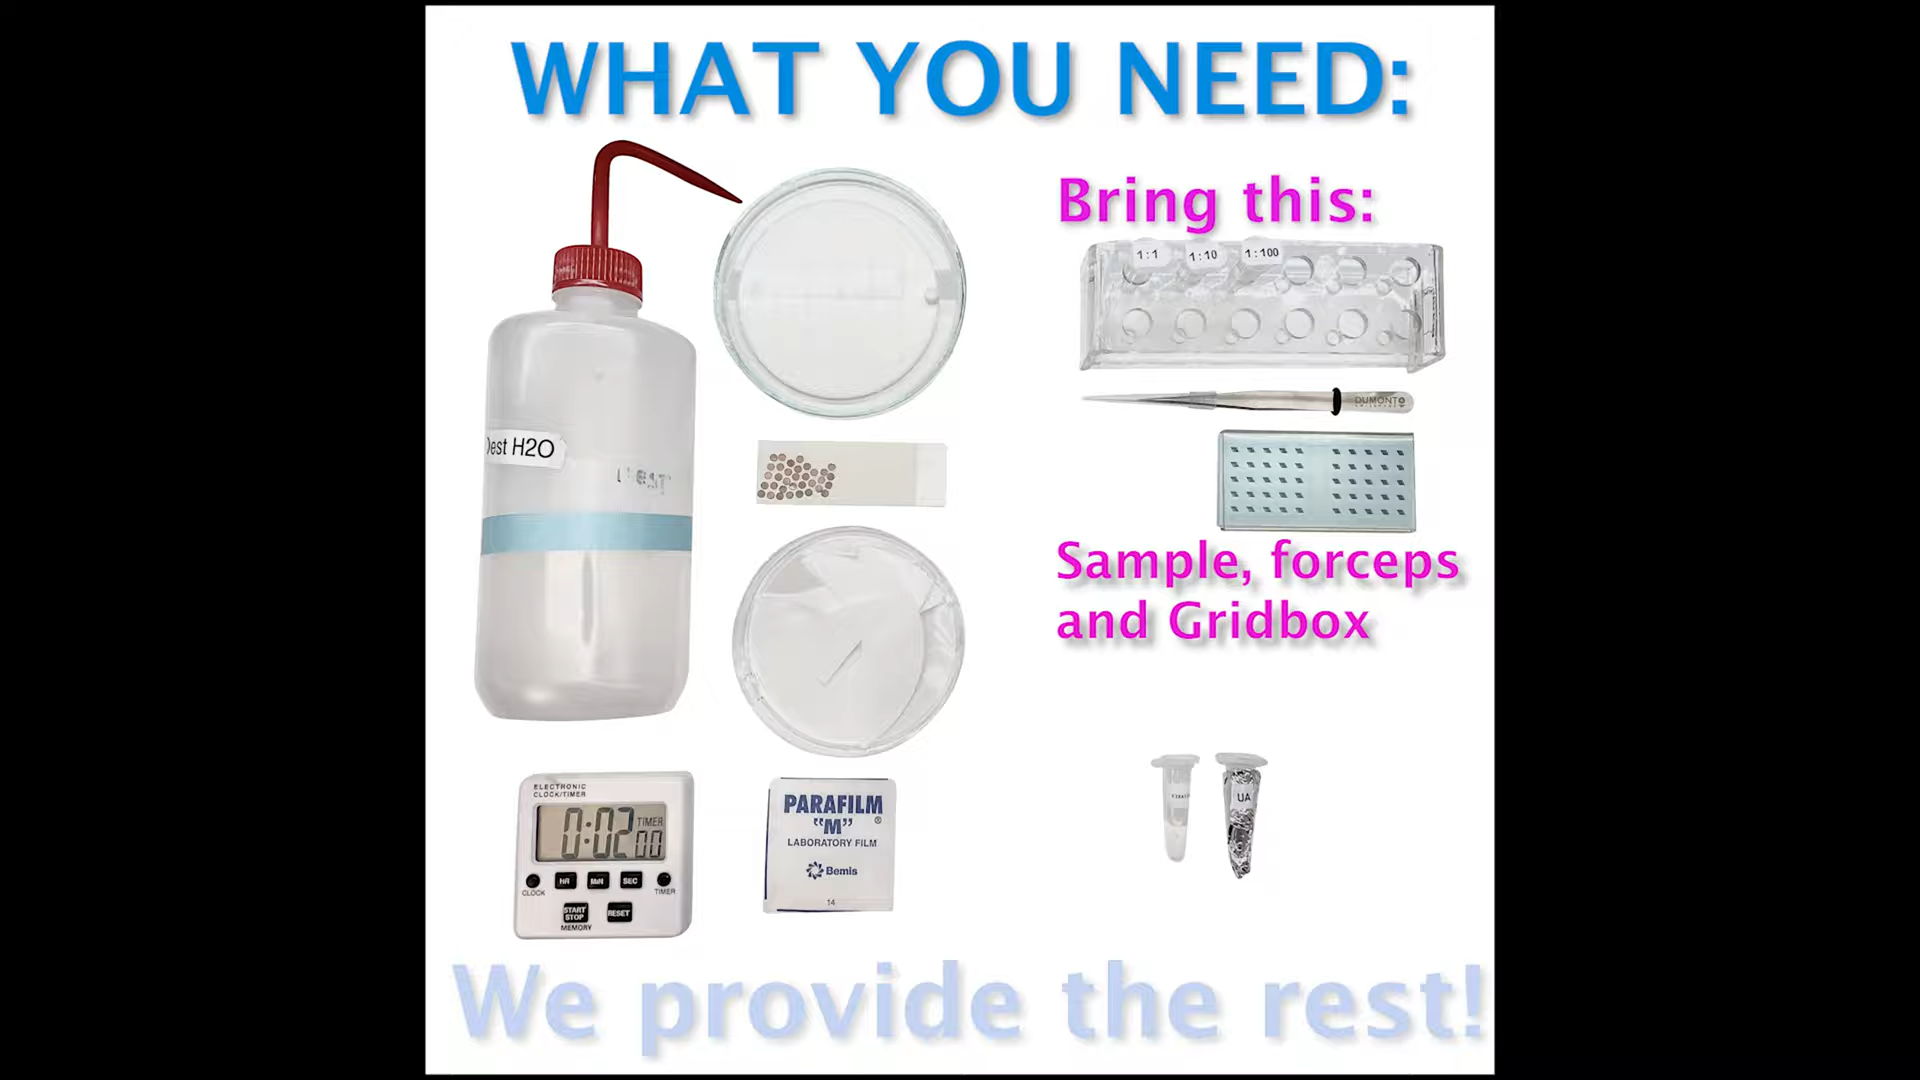 WHAT YOU NEED:
Bring this:
1:1
1:10
1:100
DUMONT
Dest H2O
Sample, forceps
and Gridbox
ELECTRONIC
CLOCK/TIMER
0:02 00
TIMER
CLOCK
HR
MIN
SEC
TIMER
START
STOP
RESET
MEMORY
PARAFILM
"M"®
LABORATORY FILM
Bemis
14
UA
We provide the rest!